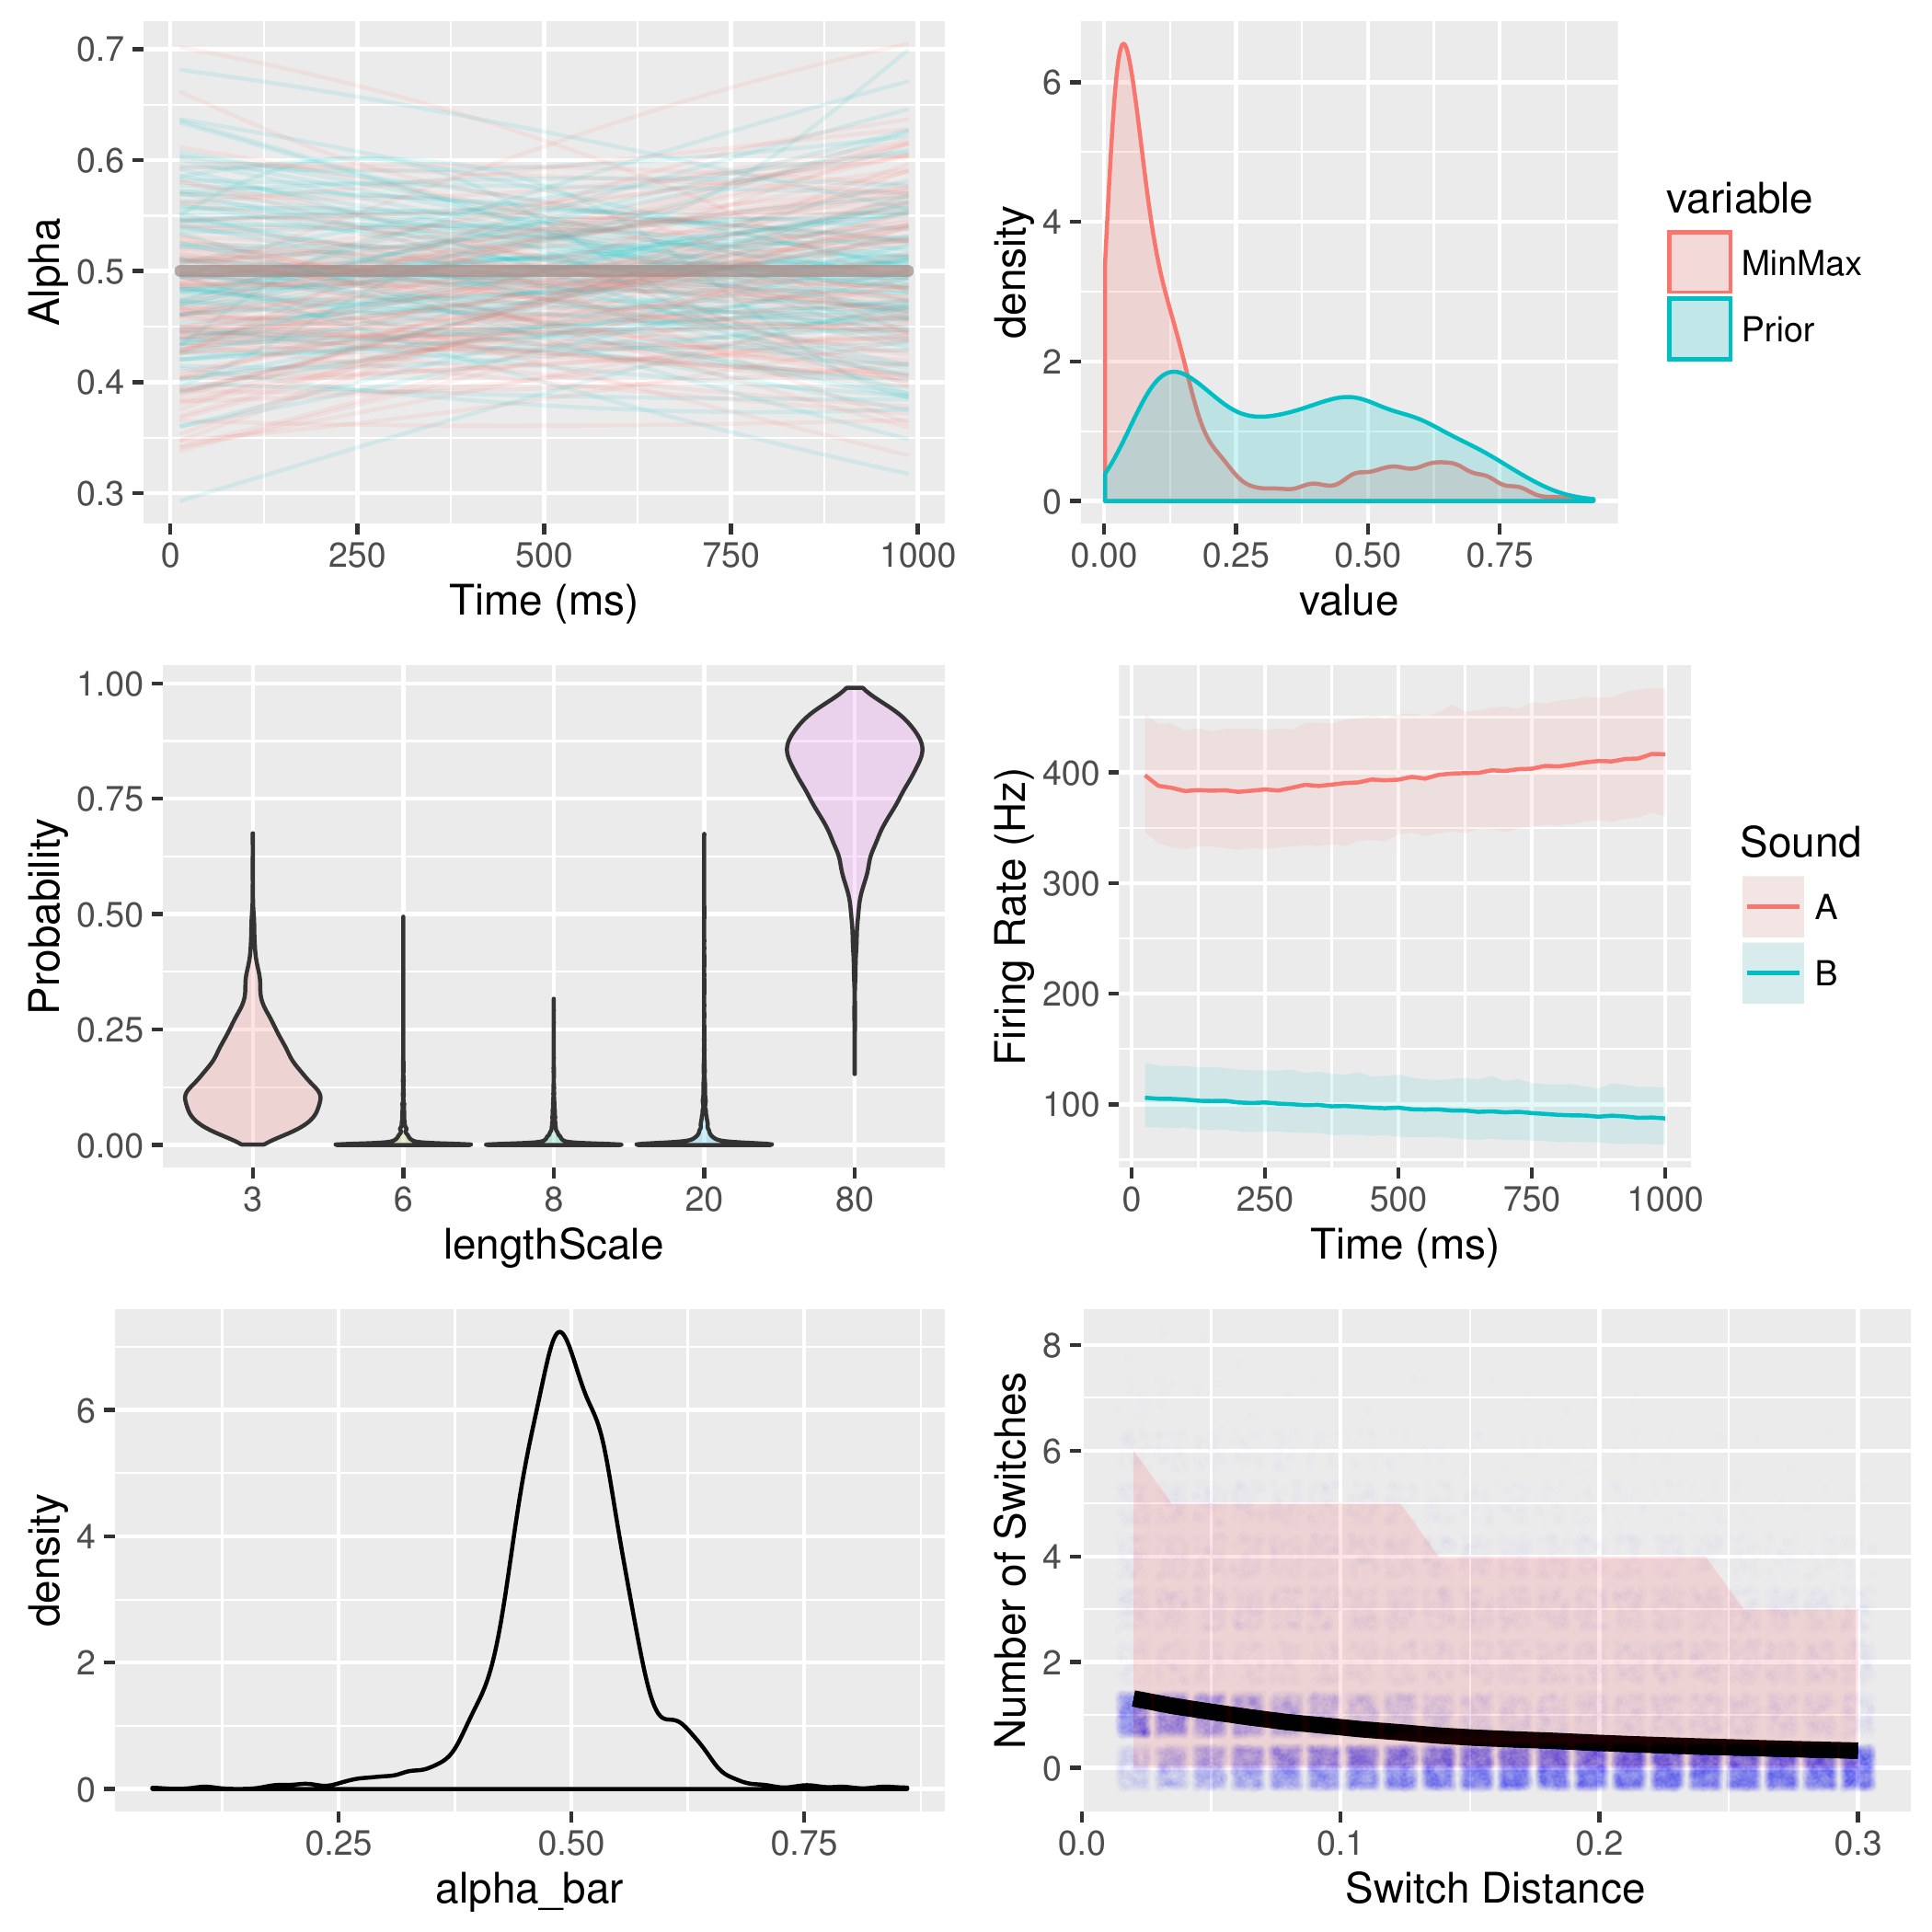 Alpha
0.7
0.6
0.5
0.4
0.3
0 250 500 750 1000
Time (ms)
density
6
4
2
0
0.00 0.25 0.50 0.75
value
variable
MinMax
Prior
Probability
1.00
0.75
0.50
0.25
0.00
3 6 8 20 80
lengthScale
Firing Rate (Hz)
400
300
200
100
0 250 500 750 1000
Time (ms)
Sound
A
B
density
6
4
2
0
0.25 0.50 0.75
alpha_bar
Number of Switches
8
6
4
2
0
0.0 0.1 0.2 0.3
Switch Distance